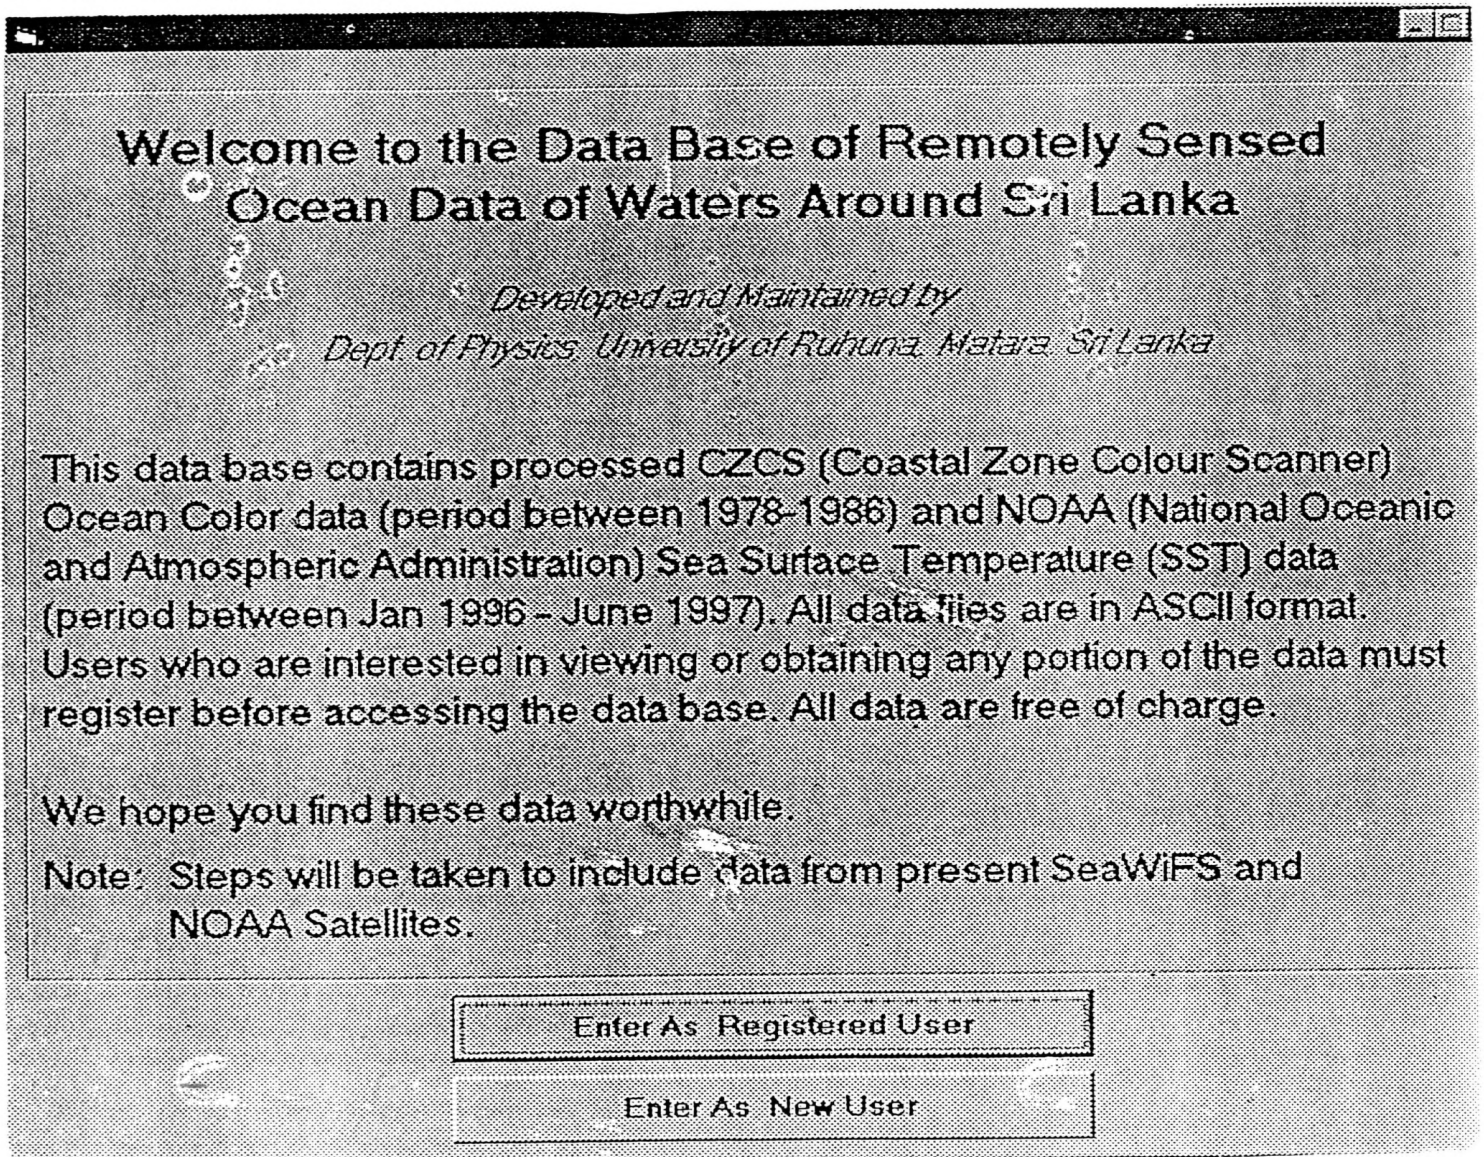 Welcome to the Data Base of Remotely Sensed
Ocean Data of Waters Around Sri Lanka
Developed and Maintained by
Dept. of Physics, University of Ruhuna, Matara, Sri Lanka
This data base contains processed CZCS (Coastal Zone Colour Scanner)
Ocean Color data (period between 1978-1986) and NOAA (National Oceanic
and Atmospheric Administration) Sea Surface Temperature (SST) data
(period between Jan 1996 - June 1997). All data files are in ASCII format.
Users who are interested in viewing or obtaining any portion of the data must
register before accessing the data base. All data are free of charge.
We hope you find these data worthwhile.
Note: Steps will be taken to include data from present SeaWiFS and
NOAA Satellites.
Enter As Registered User
Enter As New User